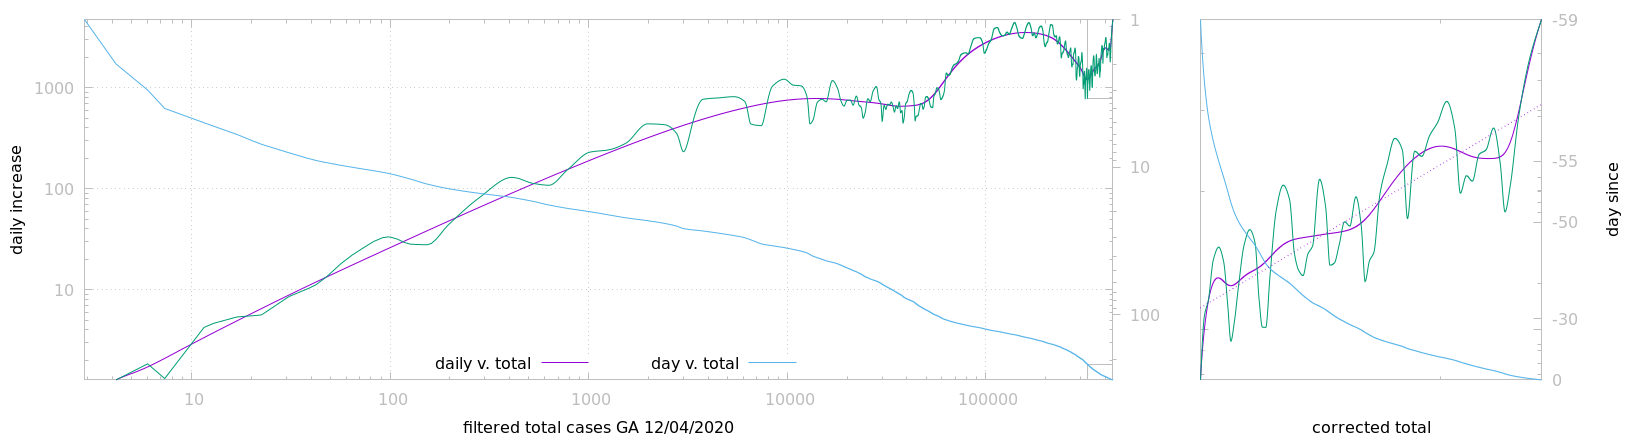 1
-59
1000
daily increase
100
10
10
-55
-50
day since
100
-30
daily v. total
day v. total
0
10
100
1000
10000
100000
filtered total cases GA 12/04/2020
corrected total